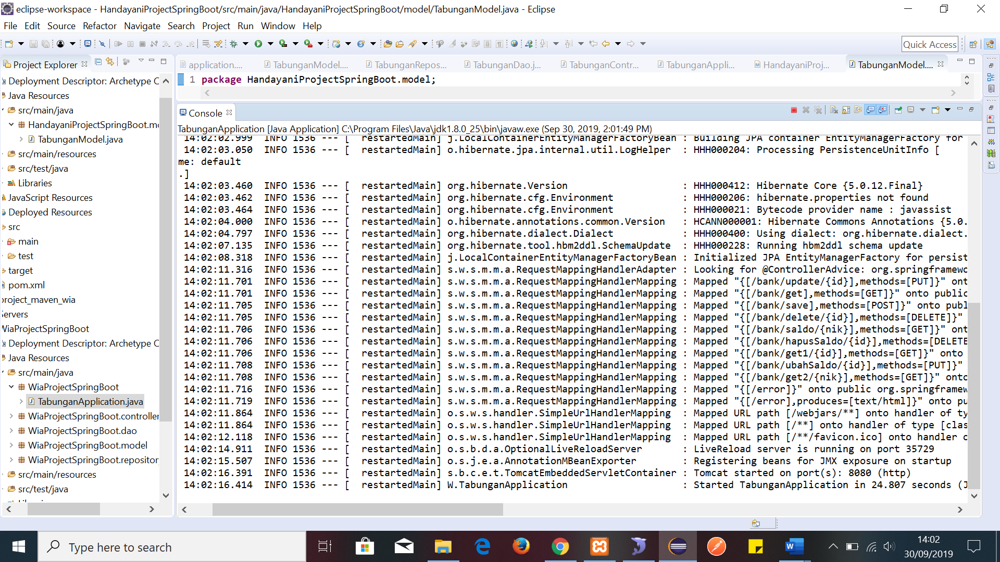 eclipse-workspace - HandayaniProjectSpringBoot/src/main/java/HandayaniProjectSpringBoot/model/TabunganModel.java - Eclipse
File Edit Source Refactor Navigate Search Project Run Window Help
Quick Access
Project Explorer
Deployment Descriptor: Archetype C
Java Resources
src/main/java
HandayaniProjectSpringBoot.mo
TabunganModel.java
src/main/resources
src/test/java
Libraries
JavaScript Resources
Deployed Resources
src
main
test
target
pom.xml
project_maven_wia
Servers
WiaProjectSpringBoot
Deployment Descriptor: Archetype C
Java Resources
src/main/java
WiaProjectSpringBoot
TabunganApplication.java
WiaProjectSpringBoot.controller
WiaProjectSpringBoot.dao
WiaProjectSpringBoot.model
WiaProjectSpringBoot.repositor
src/main/resources
src/test/java
application.... TabunganModel.... TabunganRepos... TabunganDao.j... TabunganContr... TabunganAppli... HandayaniProj... TabunganModel....
1 package HandayaniProjectSpringBoot.model;
Console
TabunganApplication [Java Application] C:\Program Files\Java\jdk1.8.0_25\bin\javaw.exe (Sep 30, 2019, 2:01:49 PM)
14:02:02.999 INFO 1536 --- [ restartedMain] j.LocalContainerEntityManagerFactoryBean : Building JPA container EntityManagerFactory for
14:02:03.050 INFO 1536 --- [ restartedMain] o.hibernate.jpa.internal.util.LogHelper : HHH000204: Processing PersistenceUnitInfo [
me: default
.]
14:02:03.460 INFO 1536 --- [ restartedMain] org.hibernate.Version : HHH000412: Hibernate Core {5.0.12.Final}
14:02:03.462 INFO 1536 --- [ restartedMain] org.hibernate.cfg.Environment : HHH000206: hibernate.properties not found
14:02:03.464 INFO 1536 --- [ restartedMain] org.hibernate.cfg.Environment : HHH000021: Bytecode provider name : javassist
14:02:04.000 INFO 1536 --- [ restartedMain] o.hibernate.annotations.common.Version : HCANN000001: Hibernate Commons Annotations {5.0.
14:02:04.797 INFO 1536 --- [ restartedMain] org.hibernate.dialect.Dialect : HHH000400: Using dialect: org.hibernate.dialect.
14:02:07.135 INFO 1536 --- [ restartedMain] org.hibernate.tool.hbm2ddl.SchemaUpdate : HHH000228: Running hbm2ddl schema update
14:02:08.318 INFO 1536 --- [ restartedMain] j.LocalContainerEntityManagerFactoryBean : Initialized JPA EntityManagerFactory for persist
14:02:11.316 INFO 1536 --- [ restartedMain] s.w.s.m.m.a.RequestMappingHandlerAdapter : Looking for @ControllerAdvice: org.springframewo
14:02:11.701 INFO 1536 --- [ restartedMain] s.w.s.m.m.a.RequestMappingHandlerMapping : Mapped "{[/bank/update/{id}],methods=[PUT]}" ont
14:02:11.701 INFO 1536 --- [ restartedMain] s.w.s.m.m.a.RequestMappingHandlerMapping : Mapped "{[/bank/get],methods=[GET]}" onto public
14:02:11.705 INFO 1536 --- [ restartedMain] s.w.s.m.m.a.RequestMappingHandlerMapping : Mapped "{[/bank/save],methods=[POST]}" onto publ
14:02:11.705 INFO 1536 --- [ restartedMain] s.w.s.m.m.a.RequestMappingHandlerMapping : Mapped "{[/bank/delete/{id}],methods=[DELETE]}"
14:02:11.706 INFO 1536 --- [ restartedMain] s.w.s.m.m.a.RequestMappingHandlerMapping : Mapped "{[/bank/saldo/{nik}],methods=[GET]}" ont
14:02:11.706 INFO 1536 --- [ restartedMain] s.w.s.m.m.a.RequestMappingHandlerMapping : Mapped "{[/bank/hapusSaldo/{id}],methods=[DELETE
14:02:11.706 INFO 1536 --- [ restartedMain] s.w.s.m.m.a.RequestMappingHandlerMapping : Mapped "{[/bank/get1/{id}],methods=[GET]}" onto
14:02:11.708 INFO 1536 --- [ restartedMain] s.w.s.m.m.a.RequestMappingHandlerMapping : Mapped "{[/bank/ubahSaldo/{id}],methods=[PUT]}"
14:02:11.708 INFO 1536 --- [ restartedMain] s.w.s.m.m.a.RequestMappingHandlerMapping : Mapped "{[/bank/get2/{nik}],methods=[GET]}" onto
14:02:11.716 INFO 1536 --- [ restartedMain] s.w.s.m.m.a.RequestMappingHandlerMapping : Mapped "{[/error]}" onto public org.springframew
14:02:11.719 INFO 1536 --- [ restartedMain] s.w.s.m.m.a.RequestMappingHandlerMapping : Mapped "{[/error],produces=[text/html]}" onto pu
14:02:11.864 INFO 1536 --- [ restartedMain] o.s.w.s.handler.SimpleUrlHandlerMapping : Mapped URL path [/webjars/**] onto handler of ty
14:02:11.864 INFO 1536 --- [ restartedMain] o.s.w.s.handler.SimpleUrlHandlerMapping : Mapped URL path [/**] onto handler of type [clas
14:02:12.118 INFO 1536 --- [ restartedMain] o.s.w.s.handler.SimpleUrlHandlerMapping : Mapped URL path [/**/favicon.ico] onto handler o
14:02:14.911 INFO 1536 --- [ restartedMain] o.s.b.d.a.OptionalLiveReloadServer : LiveReload server is running on port 35729
14:02:15.507 INFO 1536 --- [ restartedMain] o.s.j.e.a.AnnotationMBeanExporter : Registering beans for JMX exposure on startup
14:02:16.391 INFO 1536 --- [ restartedMain] s.b.c.e.t.TomcatEmbeddedServletContainer : Tomcat started on port(s): 8080 (http)
14:02:16.414 INFO 1536 --- [ restartedMain] W.TabunganApplication : Started TabunganApplication in 24.807 seconds (J
Type here to search
14:02
30/09/2019